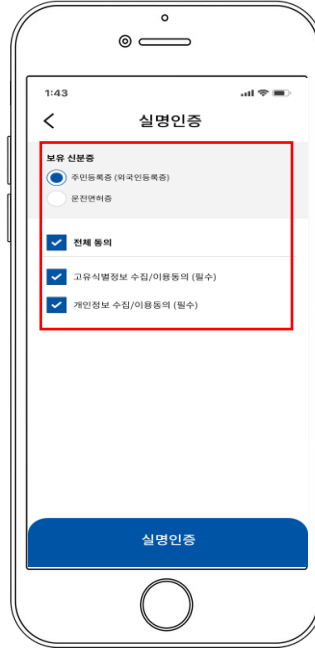 1:43
실명인증
보유 신분증
주민등록증 (외국인등록증)
운전면허증
전체 동의
고유식별정보 수집/이용동의 (필수)
개인정보 수집/이용동의 (필수)
실명인증